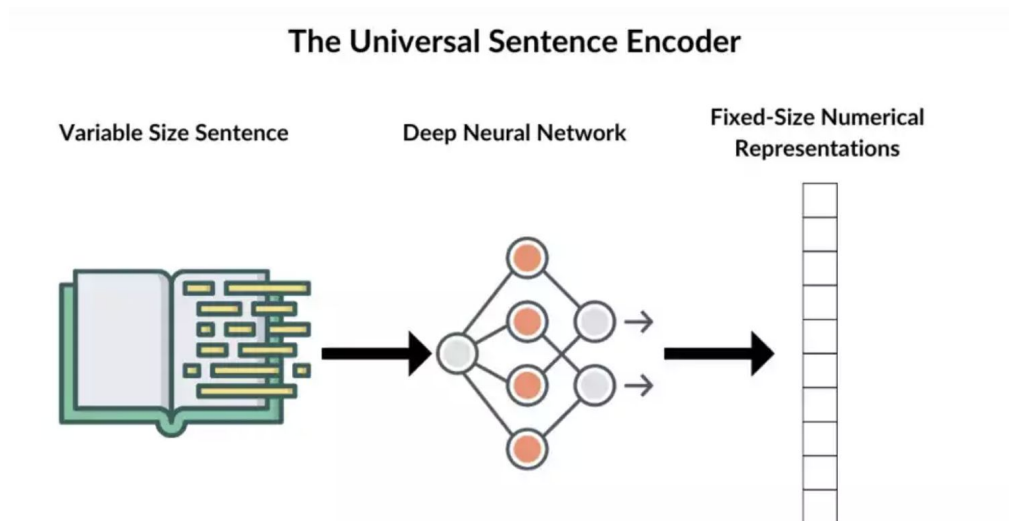 The Universal Sentence Encoder
Variable Size Sentence
Deep Neural Network
Fixed-Size Numerical
Representations